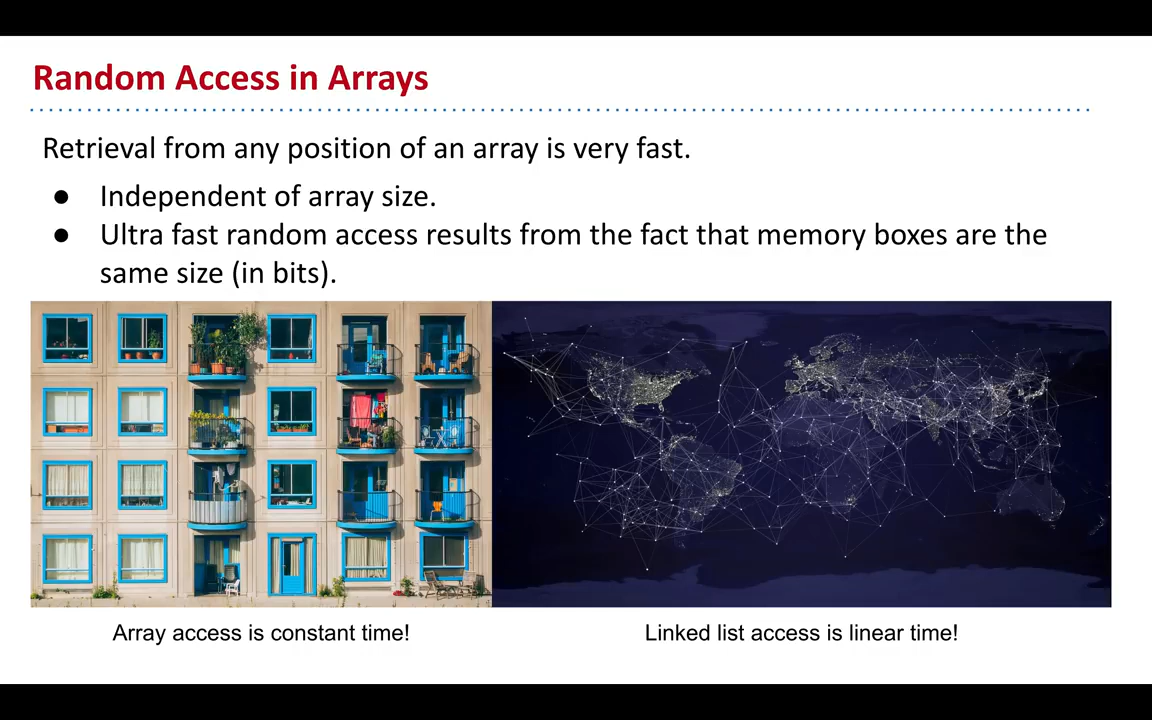 Random Access in Arrays
Retrieval from any position of an array is very fast.
● Independent of array size.
● Ultra fast random access results from the fact that memory boxes are the
same size (in bits).
Array access is constant time!
Linked list access is linear time!